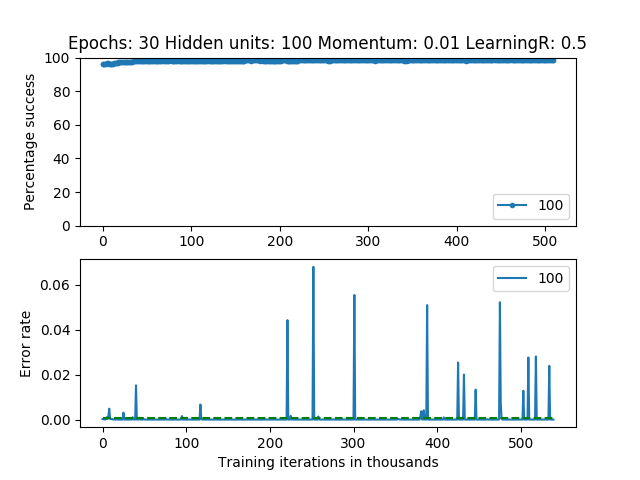 Epochs: 30 Hidden units: 100 Momentum: 0.01 LearningR: 0.5
Percentage success
100
80
60
40
20
0
100
0 100 200 300 400 500
Error rate
0.06
0.04
0.02
0.00
100
0 100 200 300 400 500
Training iterations in thousands